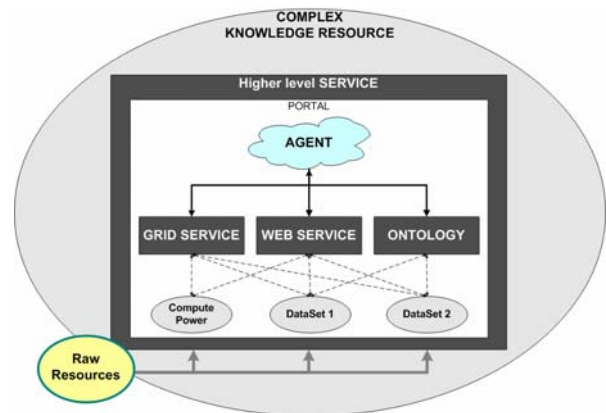 COMPLEX
KNOWLEDGE RESOURCE
Higher level SERVICE
PORTAL
AGENT
GRID SERVICE
WEB SERVICE
ONTOLOGY
Compute
Power
DataSet 1
DataSet 2
Raw
Resources